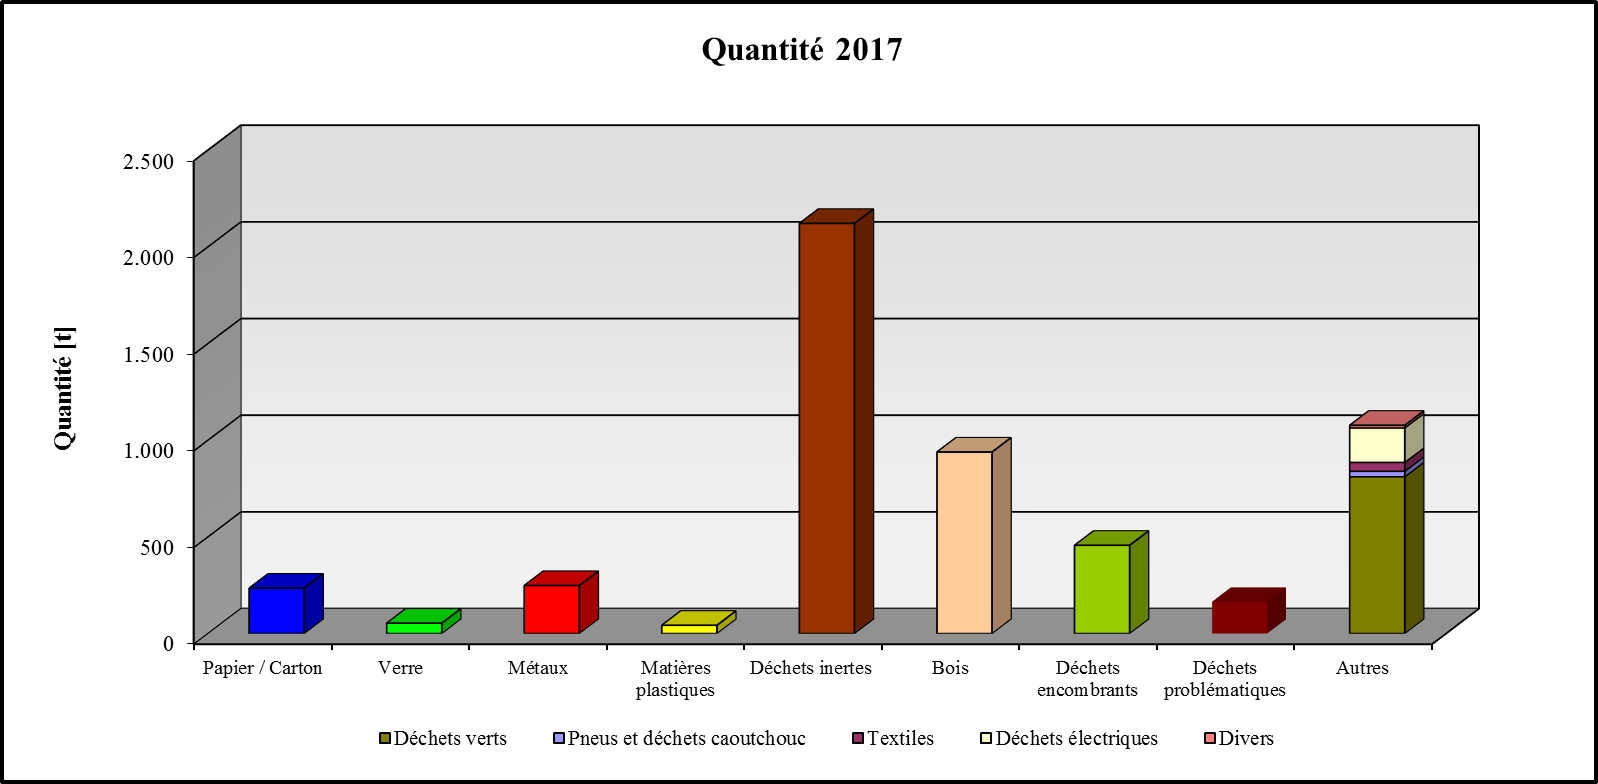 Quantité 2017
2.500
2.000
1.500
1.000
500
0
Quantité [t]
Papier / Carton
Verre
Métaux
Matières
plastiques
Déchets inertes
Bois
Déchets
encombrants
Déchets
problématiques
Autres
Déchets verts
Pneus et déchets caoutchouc
Textiles
Déchets électriques
Divers